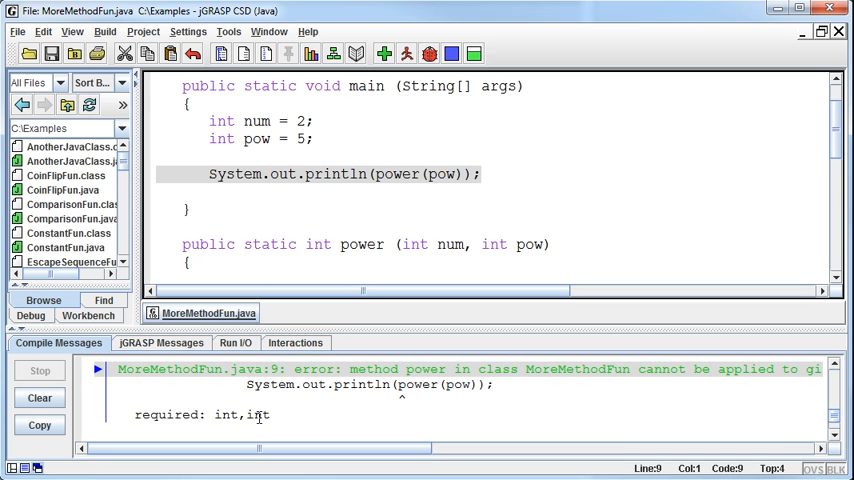 File: MoreMethodFun.java  C:\Examples - jGRASP CSD (Java)
File Edit View Build Project Settings Tools Window Help
All Files Sort B...
C:\Examples
AnotherJavaClass.c
AnotherJavaClass.j
CoinFlipFun.class
CoinFlipFun.java
ComparisonFun.clas
ComparisonFun.java
ConstantFun.class
ConstantFun.java
EscapeSequenceFu
Browse Find
Debug Workbench
public static void main (String[] args)
{
int num = 2;
int pow = 5;
System.out.println(power(pow));
}
public static int power (int num, int pow)
{
MoreMethodFun.java
Compile Messages jGRASP Messages Run I/O Interactions
Stop
Clear
Copy
MoreMethodFun.java:9: error: method power in class MoreMethodFun cannot be applied to gi
System.out.println(power(pow));
^
required: int,int
Line:9 Col:1 Code:9 Top:4 OVS BLK